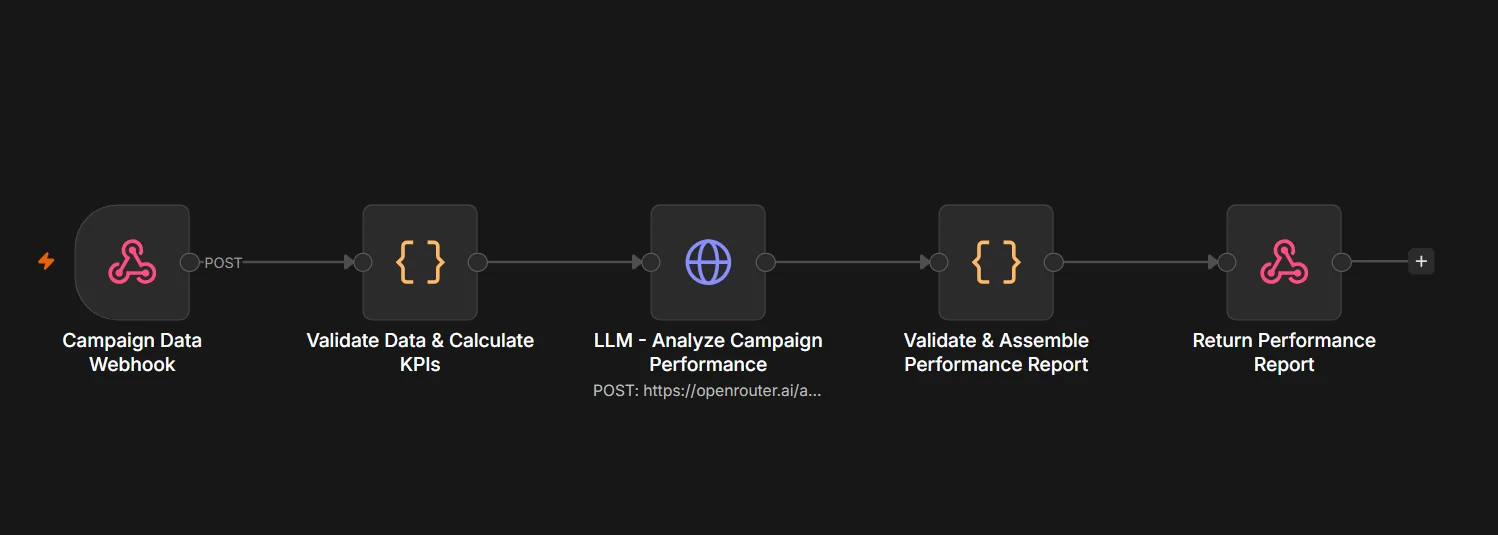 POST
Campaign Data
Webhook
Validate Data & Calculate
KPIs
LLM - Analyze Campaign
Performance
POST: https://openrouter.ai/a...
Validate & Assemble
Performance Report
Return Performance
Report